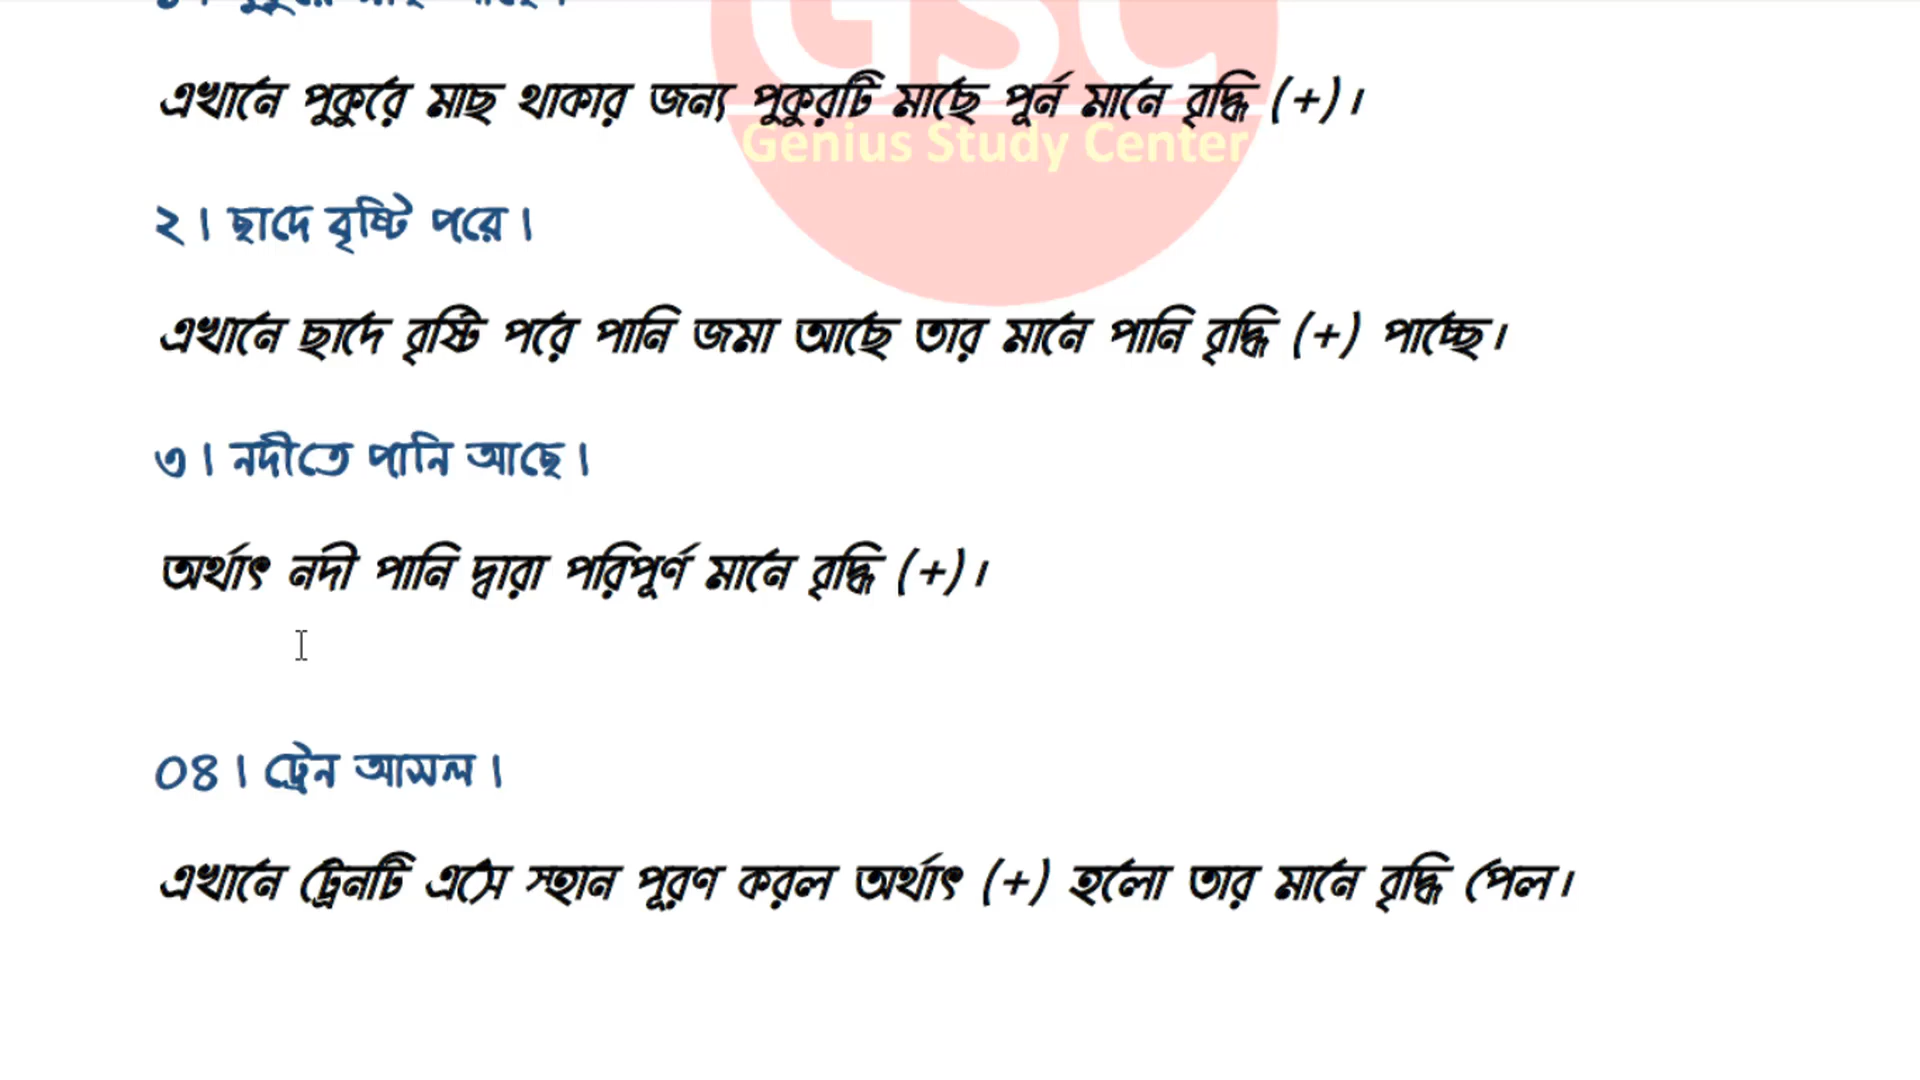 GSC
এখানে পুকুরে মাছ থাকার জন্য পুকুরটি মাছে পূর্ন মানে বৃদ্ধি (+)।
Genius Study Center
২। ছাদে বৃষ্টি পরে।
এখানে ছাদে বৃষ্টি পরে পানি জমা আছে তার মানে পানি বৃদ্ধি (+) পাচ্ছে।
৩। নদীতে পানি আছে।
অর্থাৎ নদী পানি দ্বারা পরিপূর্ণ মানে বৃদ্ধি (+)।
০৪। ট্রেন আসল।
এখানে ট্রেনটি এসে স্হান পূরণ করল অর্থাৎ (+) হলো তার মানে বৃদ্ধি পেল।